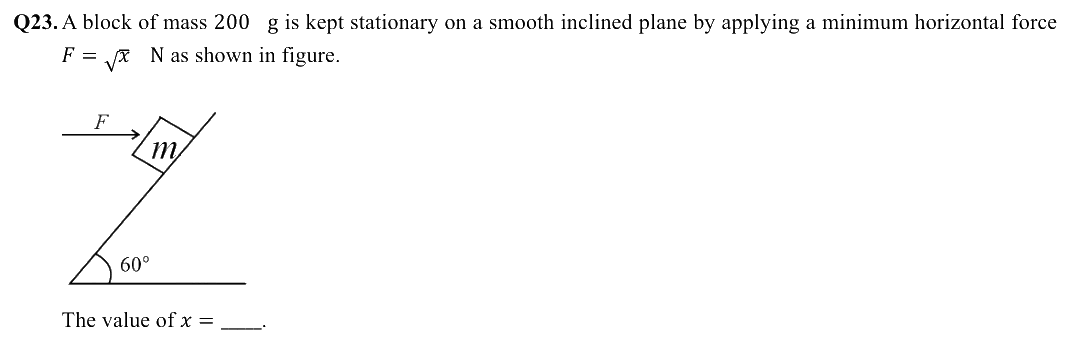 Q23. A block of mass 200 g is kept stationary on a smooth inclined plane by applying a minimum horizontal force
F = √x N as shown in figure.
F
m
60°
The value of x = ____.